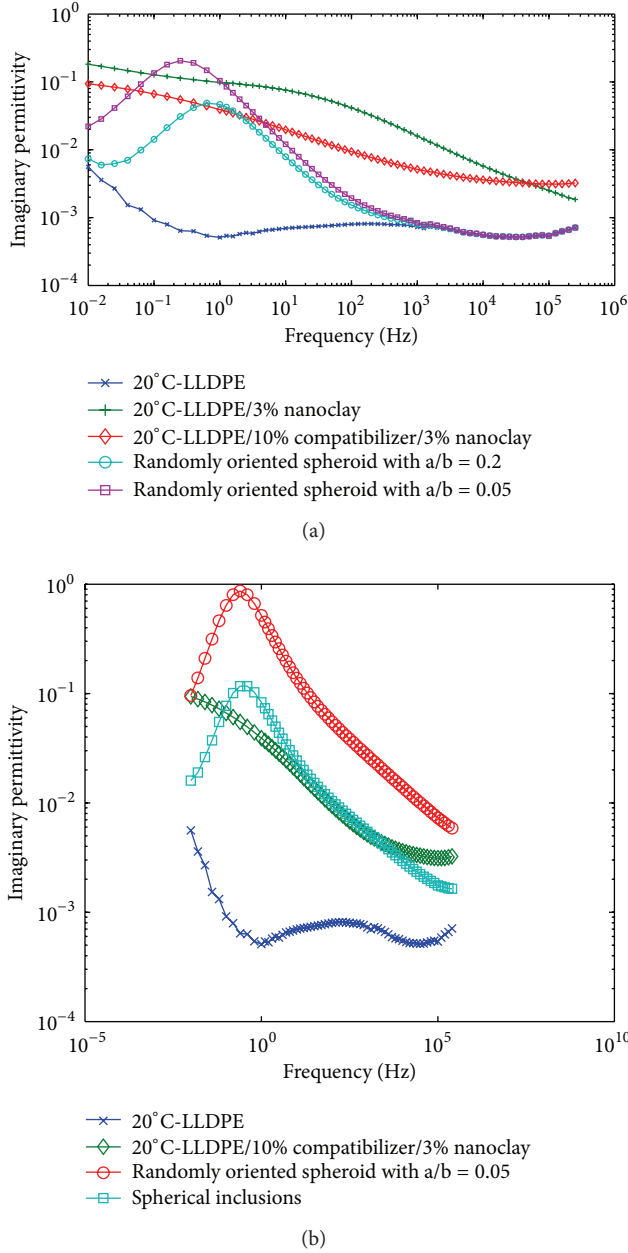 10^0
10^−1
10^−2
10^−3
10^−4
Imaginary permittivity
10^−2 10^−1 10^0 10^1 10^2 10^3 10^4 10^5 10^6
Frequency (Hz)
20°C-LLDPE
20°C-LLDPE/3% nanoclay
20°C-LLDPE/10% compatibilizer/3% nanoclay
Randomly oriented spheroid with a/b = 0.2
Randomly oriented spheroid with a/b = 0.05
(a)
10^0
10^−1
10^−2
10^−3
10^−4
Imaginary permittivity
10^−5 10^0 10^5 10^10
Frequency (Hz)
20°C-LLDPE
20°C-LLDPE/10% compatibilizer/3% nanoclay
Randomly oriented spheroid with a/b = 0.05
Spherical inclusions
(b)